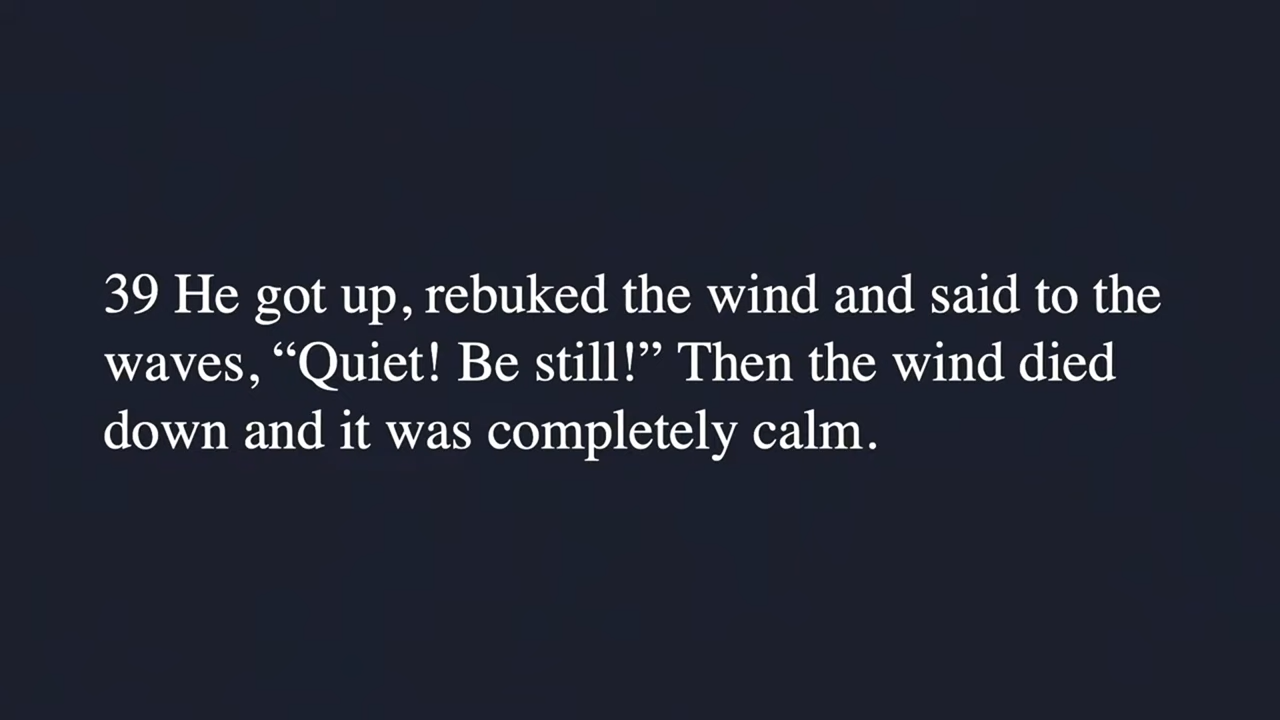 39 He got up, rebuked the wind and said to the
waves, “Quiet! Be still!” Then the wind died
down and it was completely calm.